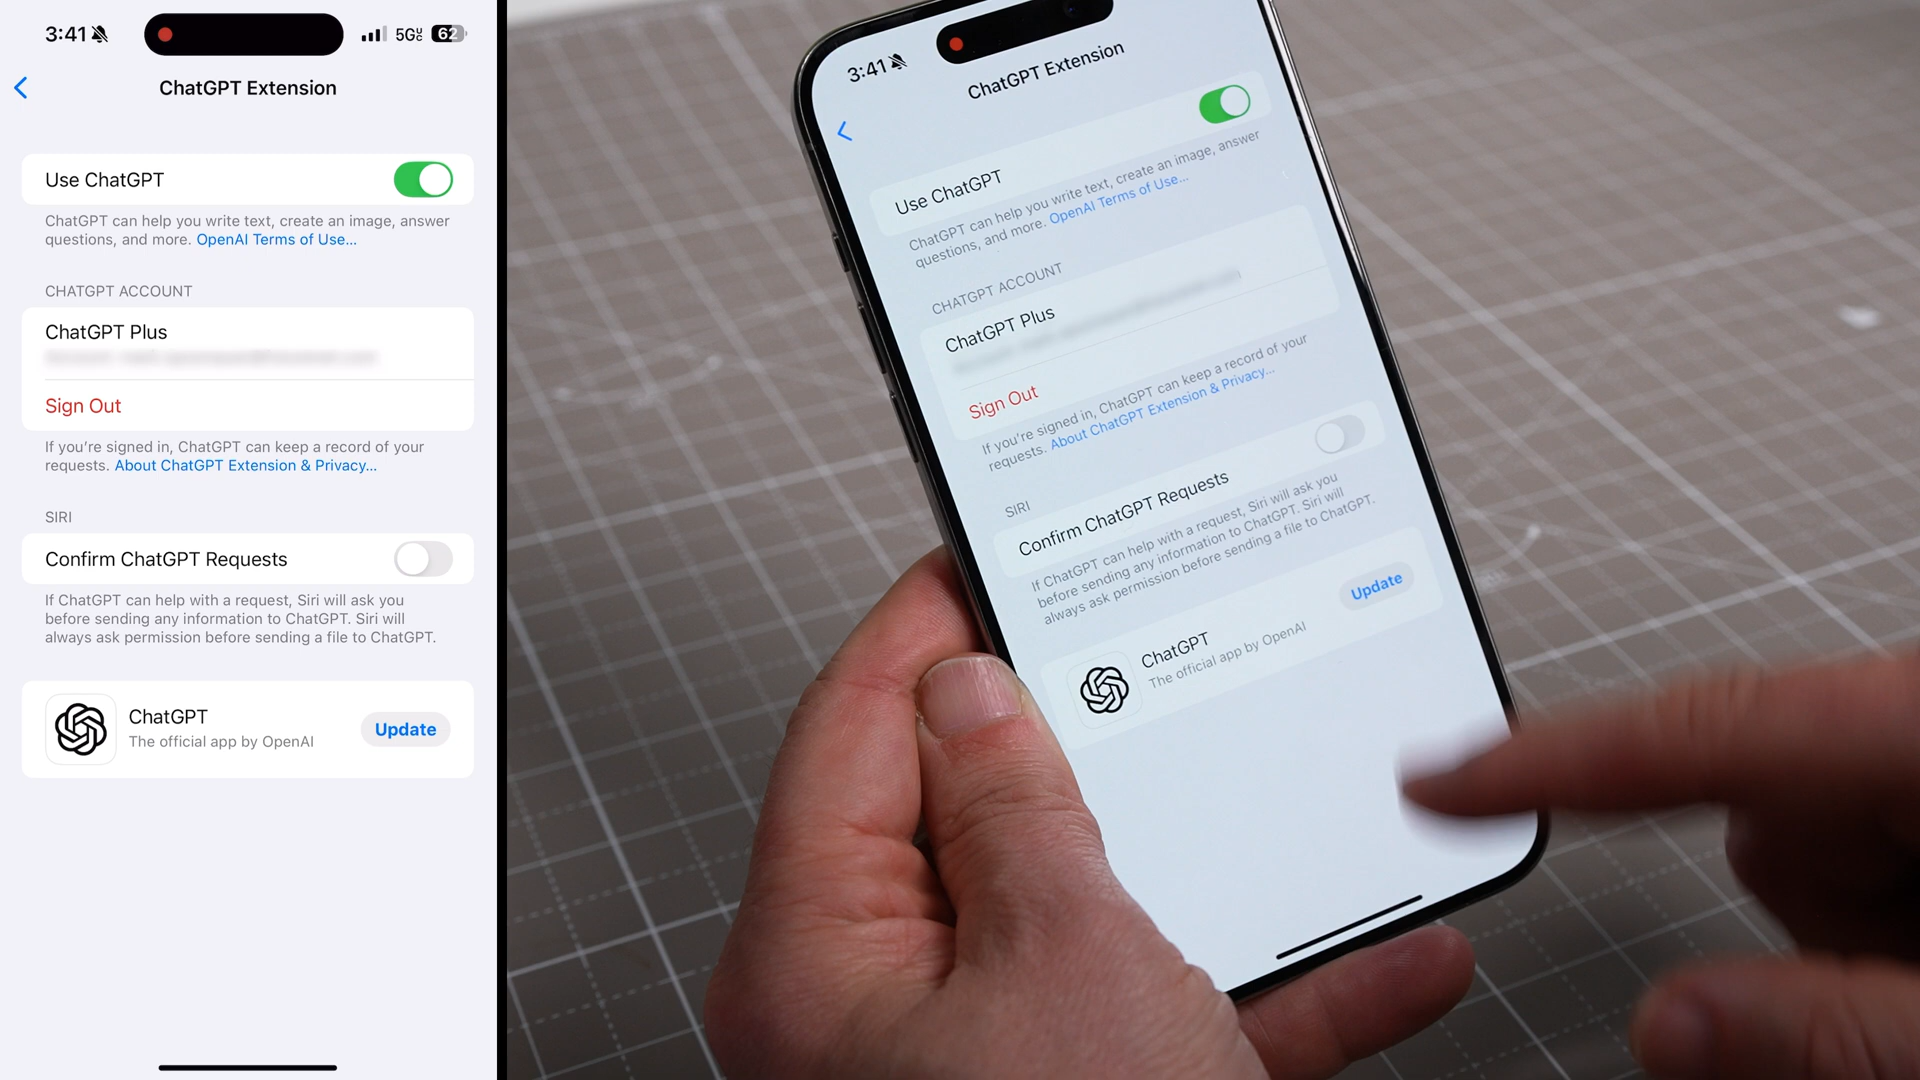 3:41
5G UC
62
ChatGPT Extension
Use ChatGPT
ChatGPT can help you write text, create an image, answer
questions, and more. OpenAI Terms of Use...
CHATGPT ACCOUNT
ChatGPT Plus
Sign Out
If you're signed in, ChatGPT can keep a record of your
requests. About ChatGPT Extension & Privacy...
SIRI
Confirm ChatGPT Requests
If ChatGPT can help with a request, Siri will ask you
before sending any information to ChatGPT. Siri will
always ask permission before sending a file to ChatGPT.
ChatGPT
The official app by OpenAI
Update
3:41
ChatGPT Extension
Use ChatGPT
ChatGPT can help you write text, create an image, answer
questions, and more. OpenAI Terms of Use...
CHATGPT ACCOUNT
ChatGPT Plus
Sign Out
If you're signed in, ChatGPT can keep a record of your
requests. About ChatGPT Extension & Privacy...
SIRI
Confirm ChatGPT Requests
If ChatGPT can help with a request, Siri will ask you
before sending any information to ChatGPT. Siri will
always ask permission before sending a file to ChatGPT.
ChatGPT
The official app by OpenAI
Update